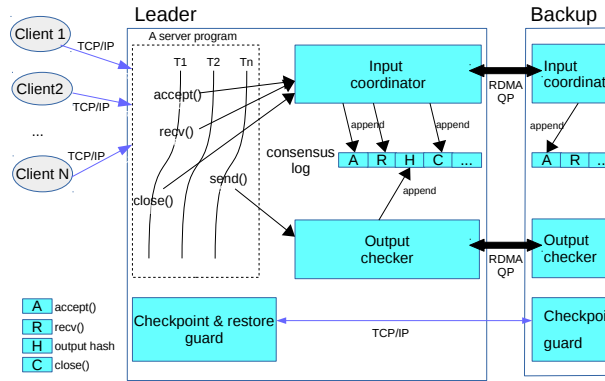 Leader
Backup
Client 1
Client2
...
Client N
TCP/IP
TCP/IP
TCP/IP
A server program
T1 T2 Tn
accept()
recv()
close()
send()
Input
coordinator
append
append
append
consensus
log
A R H C ...
append
Output
checker
Checkpoint & restore
guard
RDMA
QP
RDMA
QP
TCP/IP
Input
coordinat
append
A R ...
Output
checker
Checkpoi
guard
A accept()
R recv()
H output hash
C close()